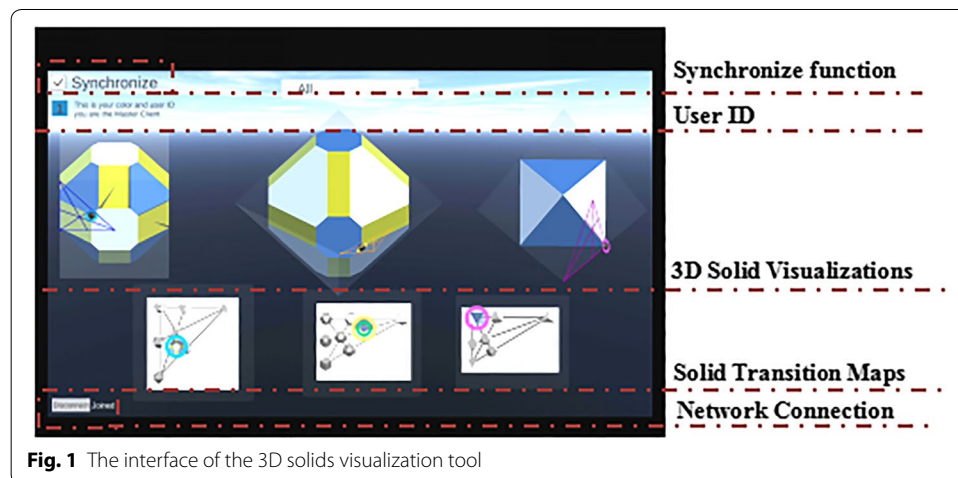 Synchronize
All
1
This is your color and user ID
you are the Master Client
Synchronize function
User ID
3D Solid Visualizations
Solid Transition Maps
Disconnect Joined
Network Connection
Fig. 1 The interface of the 3D solids visualization tool